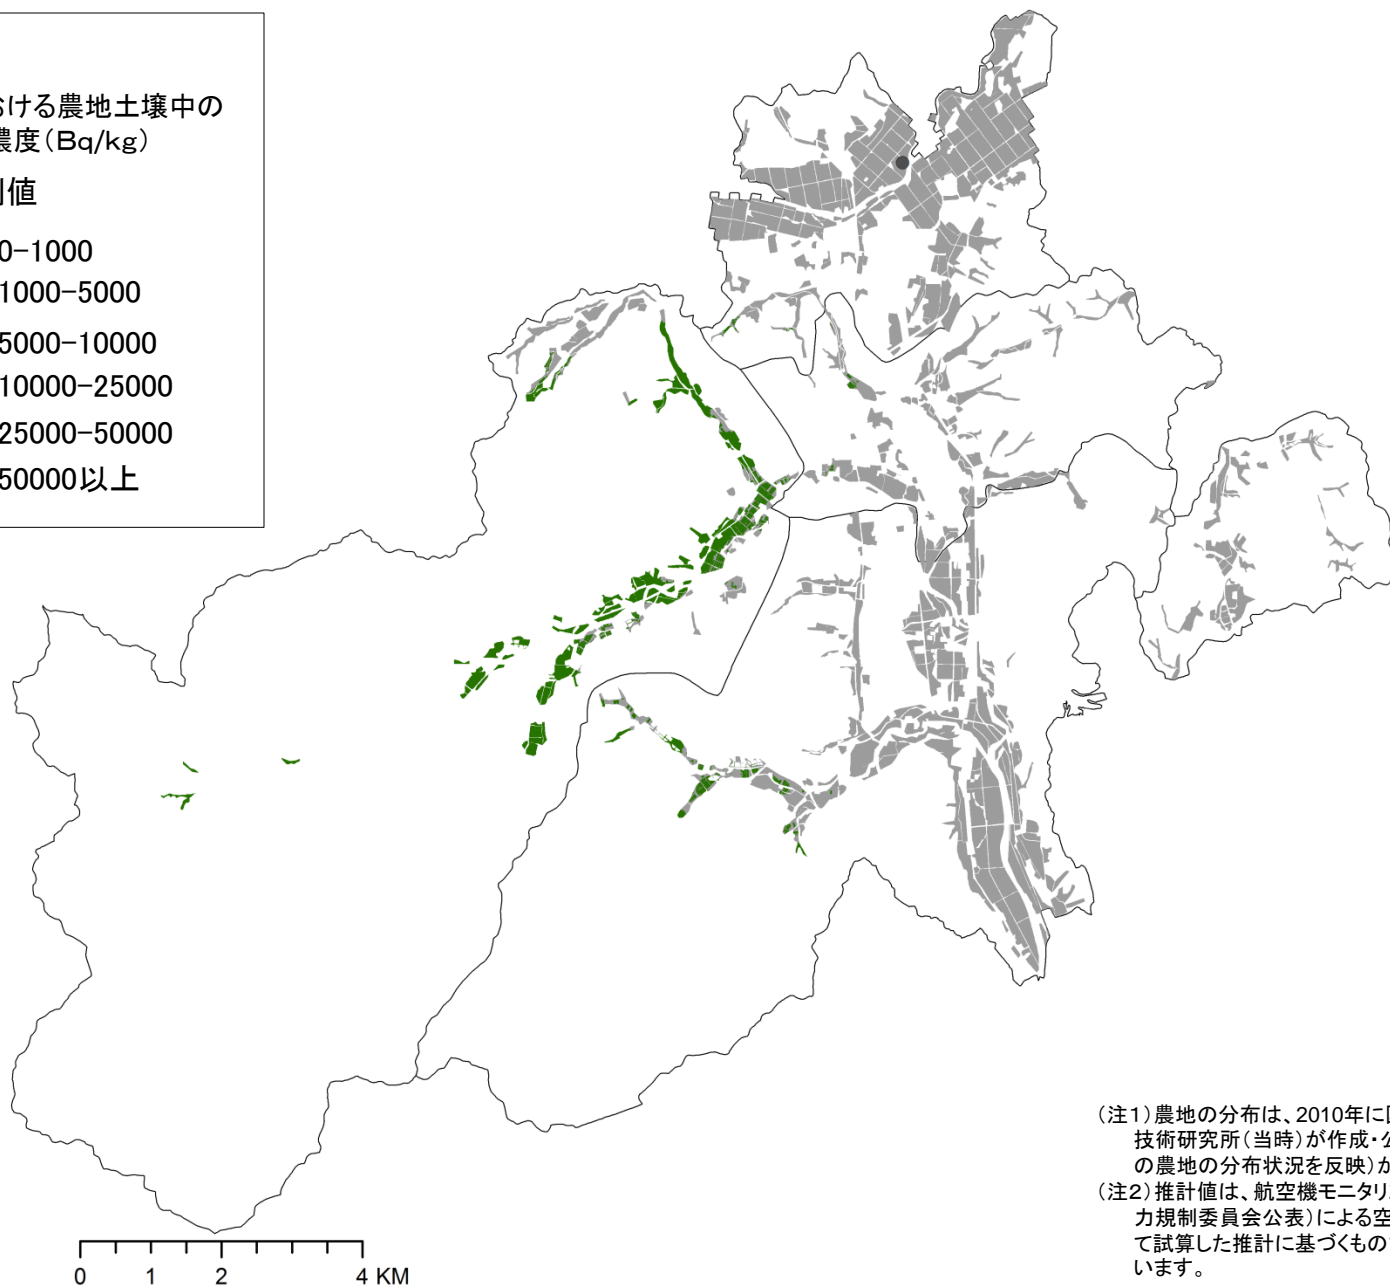 ける農地土壌中の
濃度(Bq/kg)
値
0-1000
1000-5000
5000-10000
10000-25000
25000-50000
50000以上
(注1)農地の分布は、2010年に
技術研究所(当時)が作成・公
の農地の分布状況を反映)か
(注2)推計値は、航空機モニタリ
力規制委員会公表)による空
て試算した推計に基づくもの
います。
0 1 2 4 KM